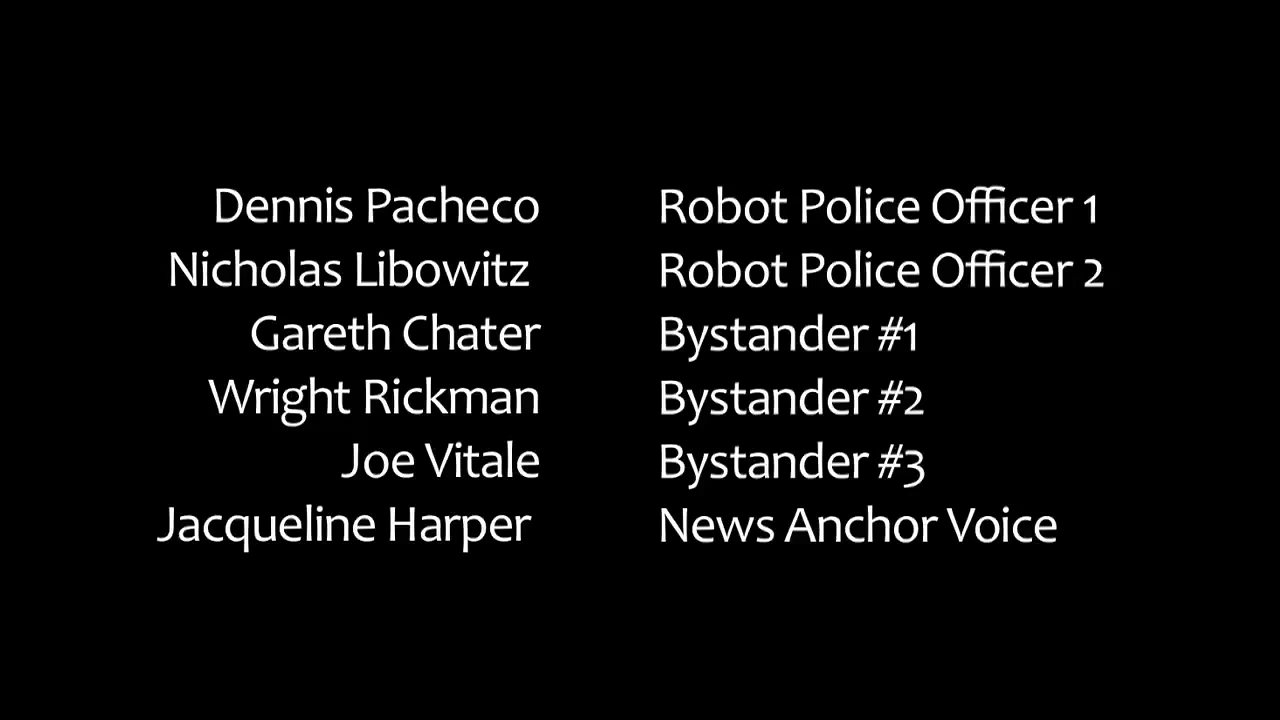 Dennis Pacheco Robot Police Officer 1
Nicholas Libowitz Robot Police Officer 2
Gareth Chater Bystander #1
Wright Rickman Bystander #2
Joe Vitale Bystander #3
Jacqueline Harper News Anchor Voice